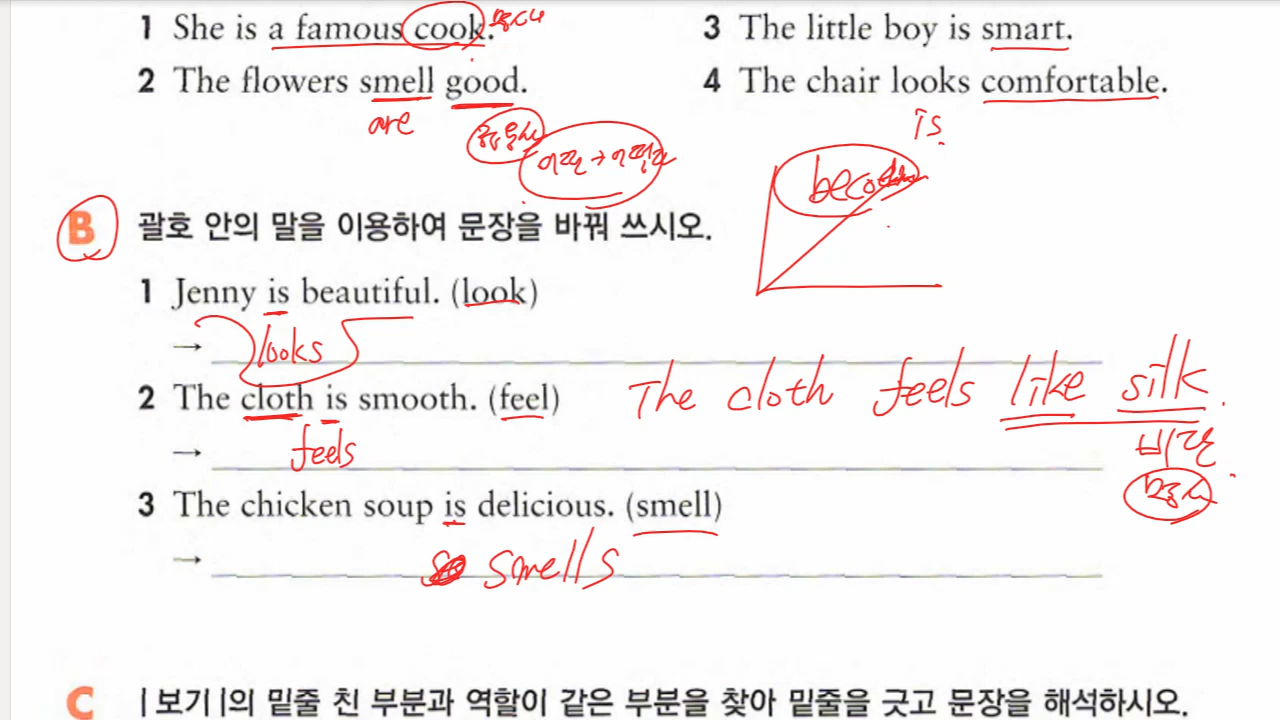 1 She is a famous cook. 명사
3 The little boy is smart.
2 The flowers smell good.
4 The chair looks comfortable.
are
is
형용사
B 괄호 안의 말을 이용하여 문장을 바꿔 쓰시오.
1 Jenny is beautiful. (look)
→ looks
2 The cloth is smooth. (feel)
The cloth feels like silk.
→ feels
비단
명사
3 The chicken soup is delicious. (smell)
→ smells
C |보기|의 밑줄 친 부분과 역할이 같은 부분을 찾아 밑줄을 긋고 문장을 해석하시오.